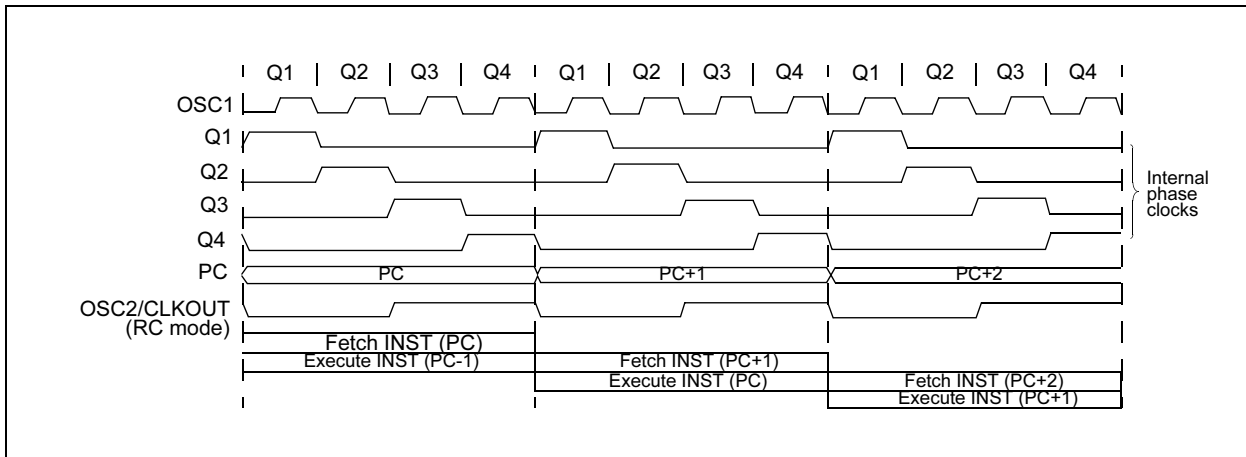 Q1 Q2 Q3 Q4 Q1 Q2 Q3 Q4 Q1 Q2 Q3 Q4
OSC1
Q1
Q2
Q3
Q4
Internal
phase
clocks
PC
PC PC+1 PC+2
OSC2/CLKOUT
(RC mode)
Fetch INST (PC)
Execute INST (PC-1) Fetch INST (PC+1)
Execute INST (PC) Fetch INST (PC+2)
Execute INST (PC+1)